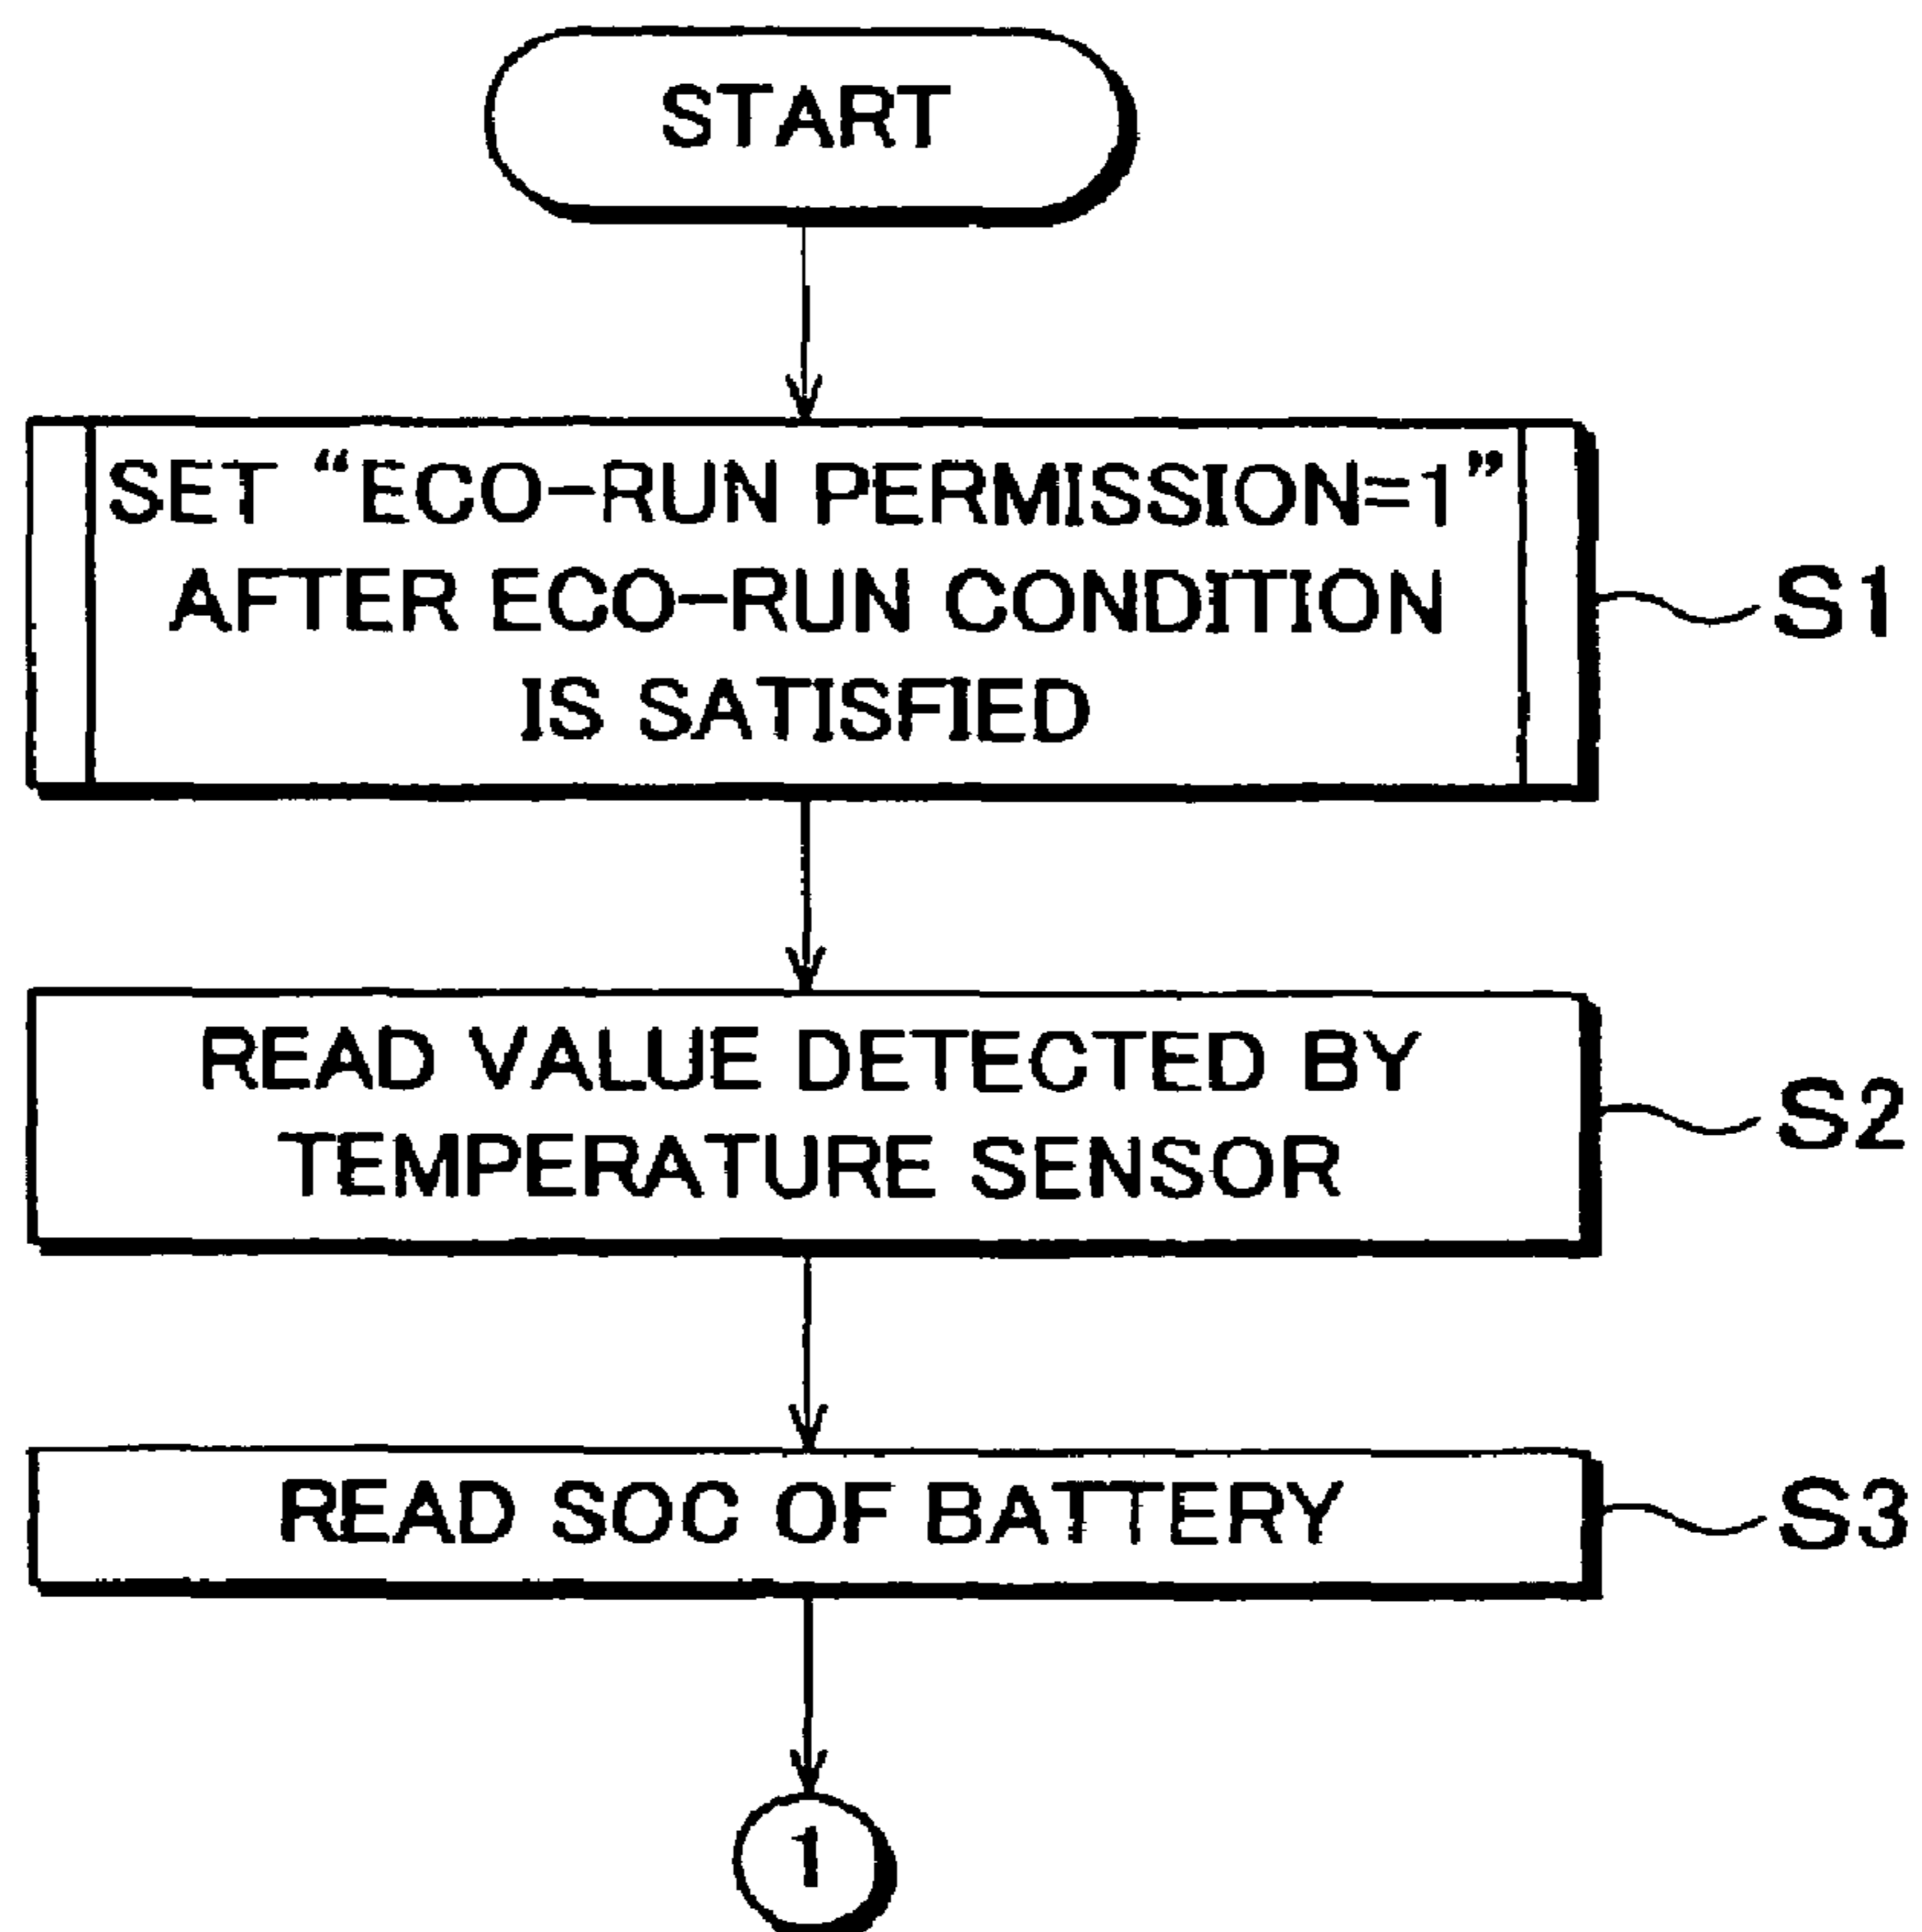 START
SET “ECO-RUN PERMISSION=1”
AFTER ECO-RUN CONDITION
IS SATISFIED
S1
READ VALUE DETECTED BY
TEMPERATURE SENSOR
S2
READ SOC OF BATTERY
S3
1